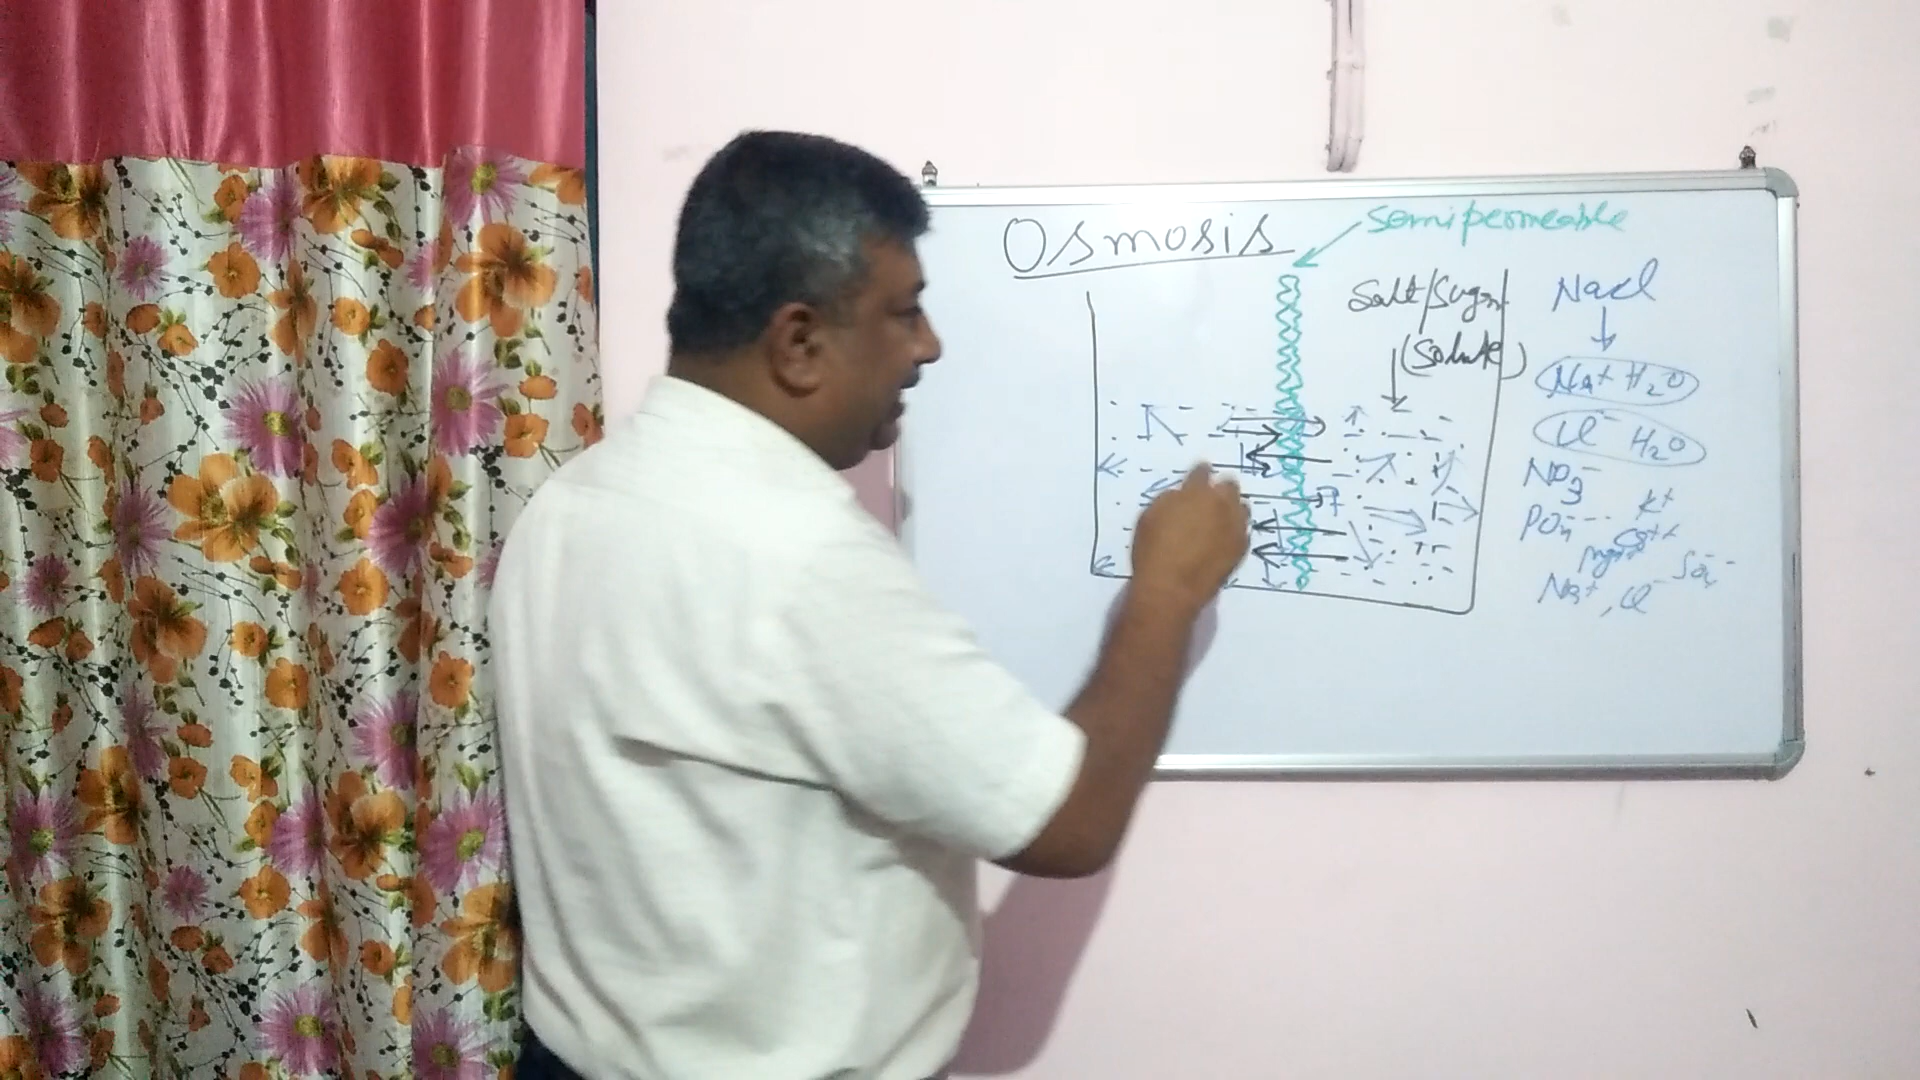 Osmosis
semipermeable
Salt/Sugar
(Solute)
NaCl
Na+ H2O
Cl- H2O
NO3-
PO4---
K+
Ca++
Mg++
SO4--
Na+, Cl-